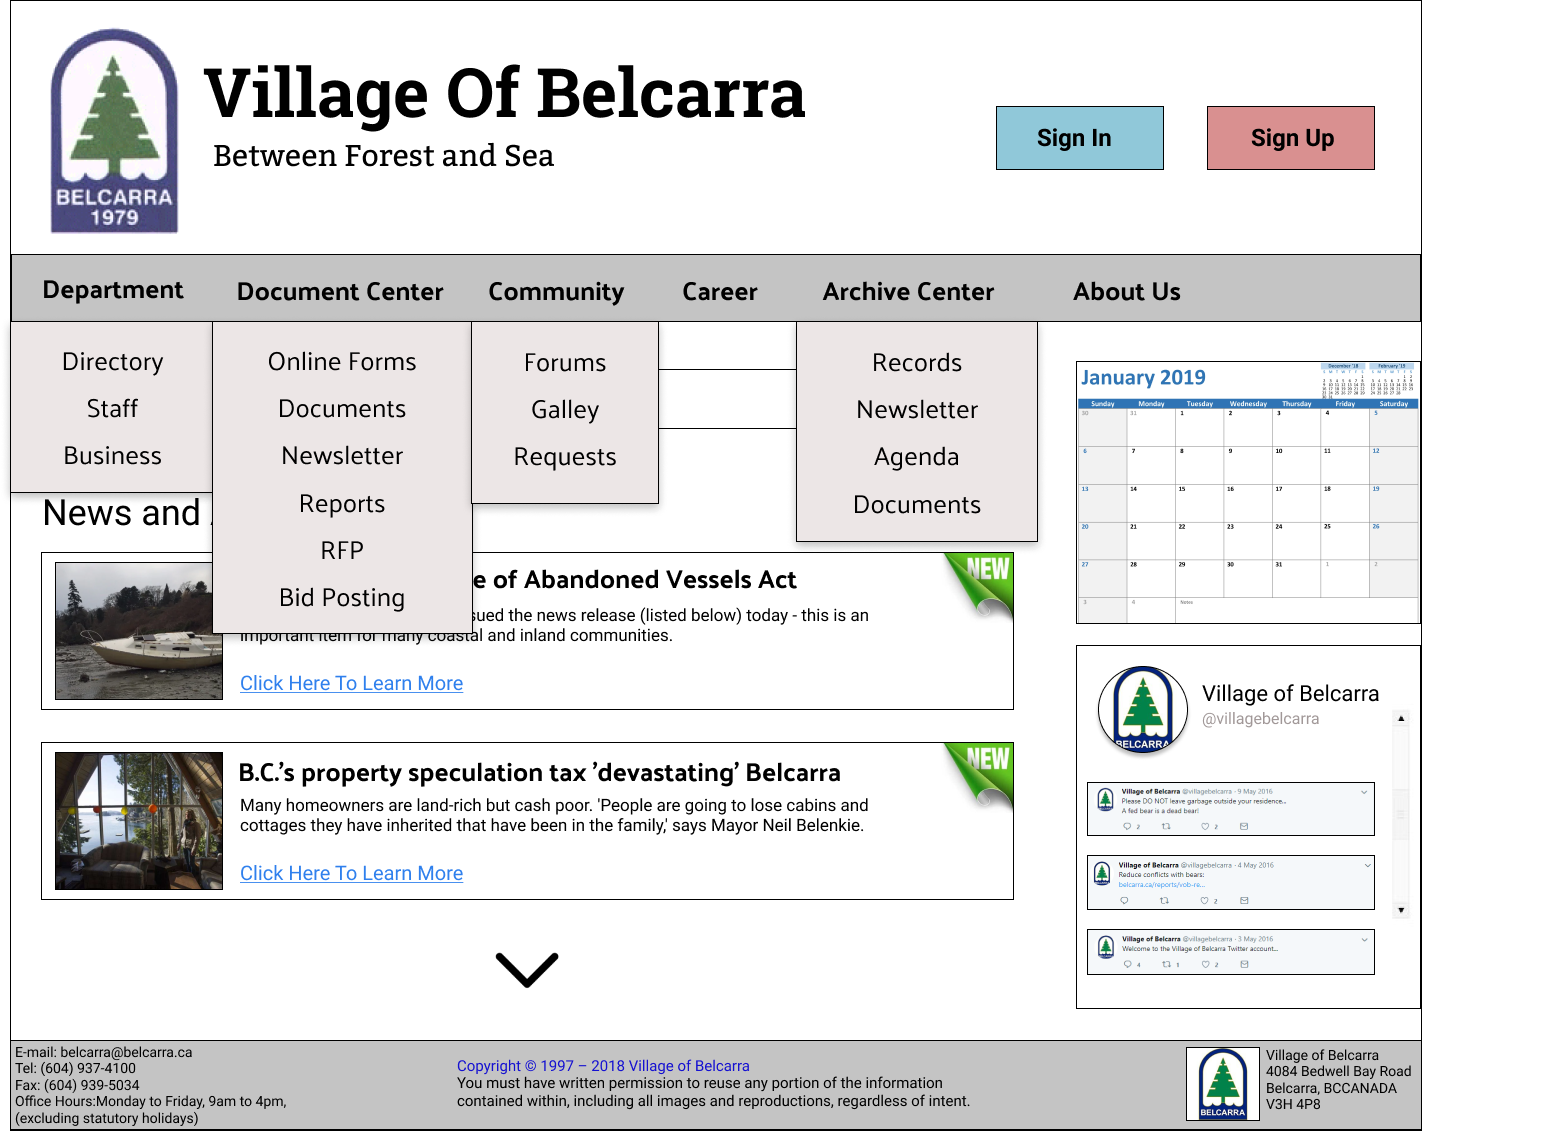 BELCARRA
1979
Village Of Belcarra
Between Forest and Sea
Sign In
Sign Up
Department
Document Center
Community
Career
Archive Center
About Us
Directory
Staff
Business
Online Forms
Documents
Newsletter
Reports
RFP
Bid Posting
Forums
Galley
Requests
Records
Newsletter
Agenda
Documents
News and
e of Abandoned Vessels Act
sued the news release (listed below) today - this is an
important item for many coastal and inland communities.
Click Here To Learn More
NEW
B.C.'s property speculation tax 'devastating' Belcarra
Many homeowners are land-rich but cash poor. 'People are going to lose cabins and
cottages they have inherited that have been in the family,' says Mayor Neil Belenkie.
Click Here To Learn More
NEW
January 2019
December '18
February '19
Sunday Monday Tuesday Wednesday Thursday Friday Saturday
30 31 1 2 3 4 5
6 7 8 9 10 11 12
13 14 15 16 17 18 19
20 21 22 23 24 25 26
27 28 29 30 31 1 2
3 4 Notes
BELCARRA
Village of Belcarra
@villagebelcarra
Village of Belcarra @villagebelcarra - 9 May 2016
Please DO NOT leave garbage outside your residence...
A fed bear is a dead bear!
2 2
Village of Belcarra @villagebelcarra - 4 May 2016
Reduce conflicts with bears:
belcarra.ca/reports/vob-re...
2
Village of Belcarra @villagebelcarra - 3 May 2016
Welcome to the Village of Belcarra Twitter account...
4 1 2
E-mail: belcarra@belcarra.ca
Tel: (604) 937-4100
Fax: (604) 939-5034
Office Hours:Monday to Friday, 9am to 4pm,
(excluding statutory holidays)
Copyright © 1997 – 2018 Village of Belcarra
You must have written permission to reuse any portion of the information
contained within, including all images and reproductions, regardless of intent.
BELCARRA
Village of Belcarra
4084 Bedwell Bay Road
Belcarra, BCCANADA
V3H 4P8